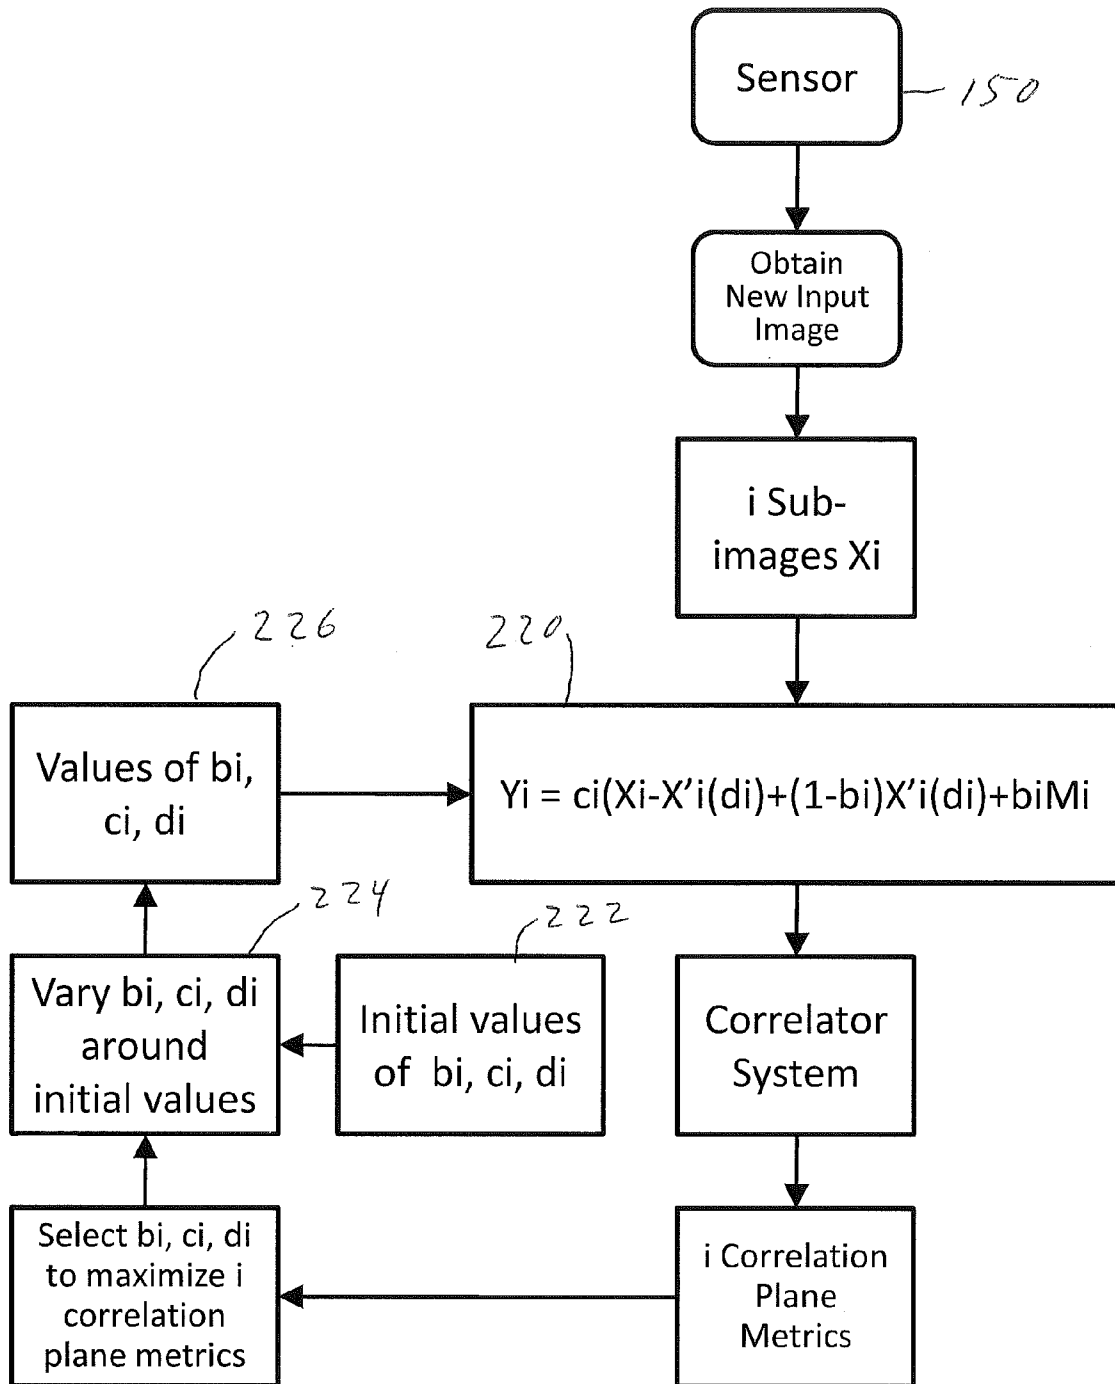 Sensor
150
Obtain
New Input
Image
i Sub-
images Xi
226
220
Values of bi,
ci, di
Yi = ci(Xi-X’i(di)+(1-bi)X’i(di)+biMi
224
222
Vary bi, ci, di
around
initial values
Initial values
of bi, ci, di
Correlator
System
Select bi, ci, di
to maximize i
correlation
plane metrics
i Correlation
Plane
Metrics